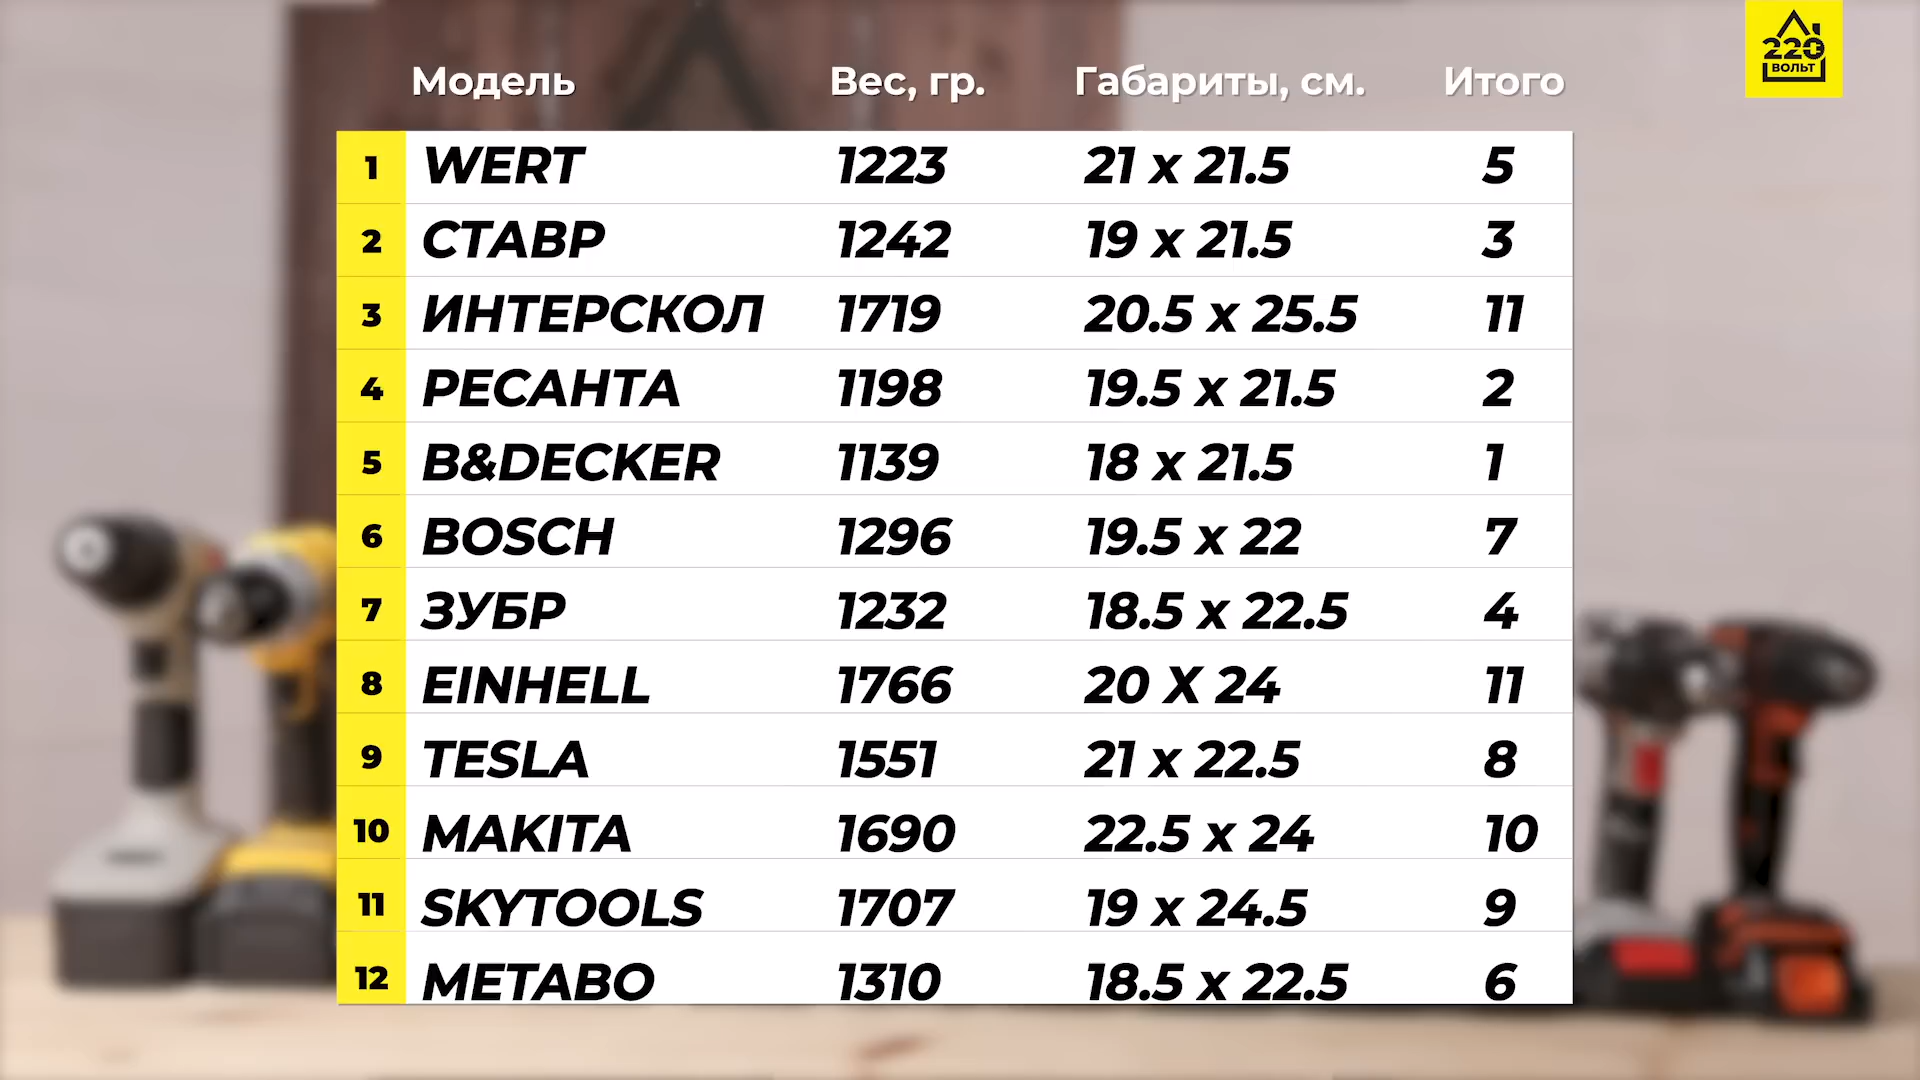 220
ВОЛЬТ
Модель Вес, гр. Габариты, см. Итого
1 WERT 1223 21 x 21.5 5
2 СТАВР 1242 19 x 21.5 3
3 ИНТЕРСКОЛ 1719 20.5 x 25.5 11
4 РЕСАНТА 1198 19.5 x 21.5 2
5 B&DECKER 1139 18 x 21.5 1
6 BOSCH 1296 19.5 x 22 7
7 ЗУБР 1232 18.5 x 22.5 4
8 EINHELL 1766 20 X 24 11
9 TESLA 1551 21 x 22.5 8
10 MAKITA 1690 22.5 x 24 10
11 SKYTOOLS 1707 19 x 24.5 9
12 METABO 1310 18.5 x 22.5 6